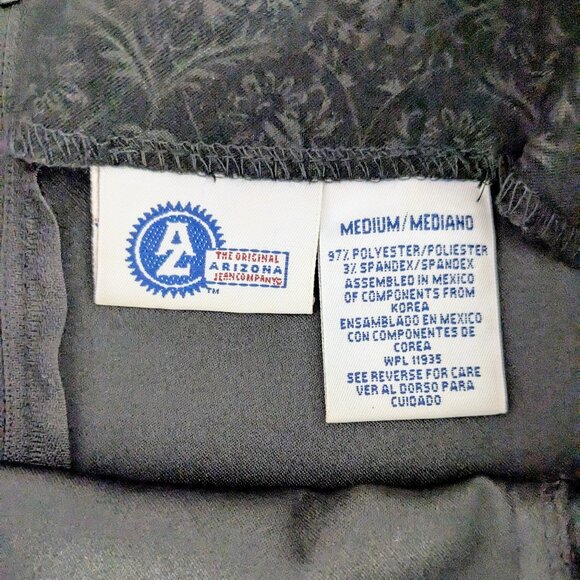 AZ
THE ORIGINAL
ARIZONA
JEAN COMPANY
™
MEDIUM/MEDIANO
97% POLYESTER/POLIESTER
3% SPANDEX/SPANDEX
ASSEMBLED IN MEXICO
OF COMPONENTS FROM
KOREA
ENSAMBLADO EN MEXICO
CON COMPONENTES DE
COREA
WPL 11935
SEE REVERSE FOR CARE
VER AL DORSO PARA
CUIDADO